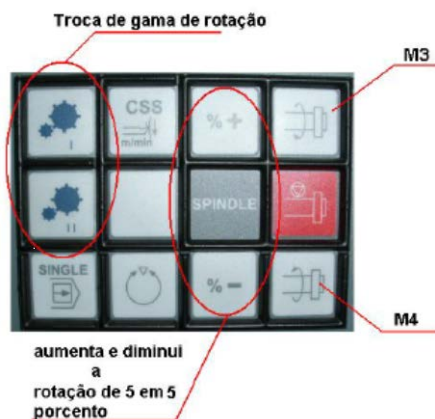 Troca de gama de rotação
M3
I
CSS
m/min
% +
II
SPINDLE
SINGLE
% -
M4
aumenta e diminui
a
rotação de 5 em 5
porcento